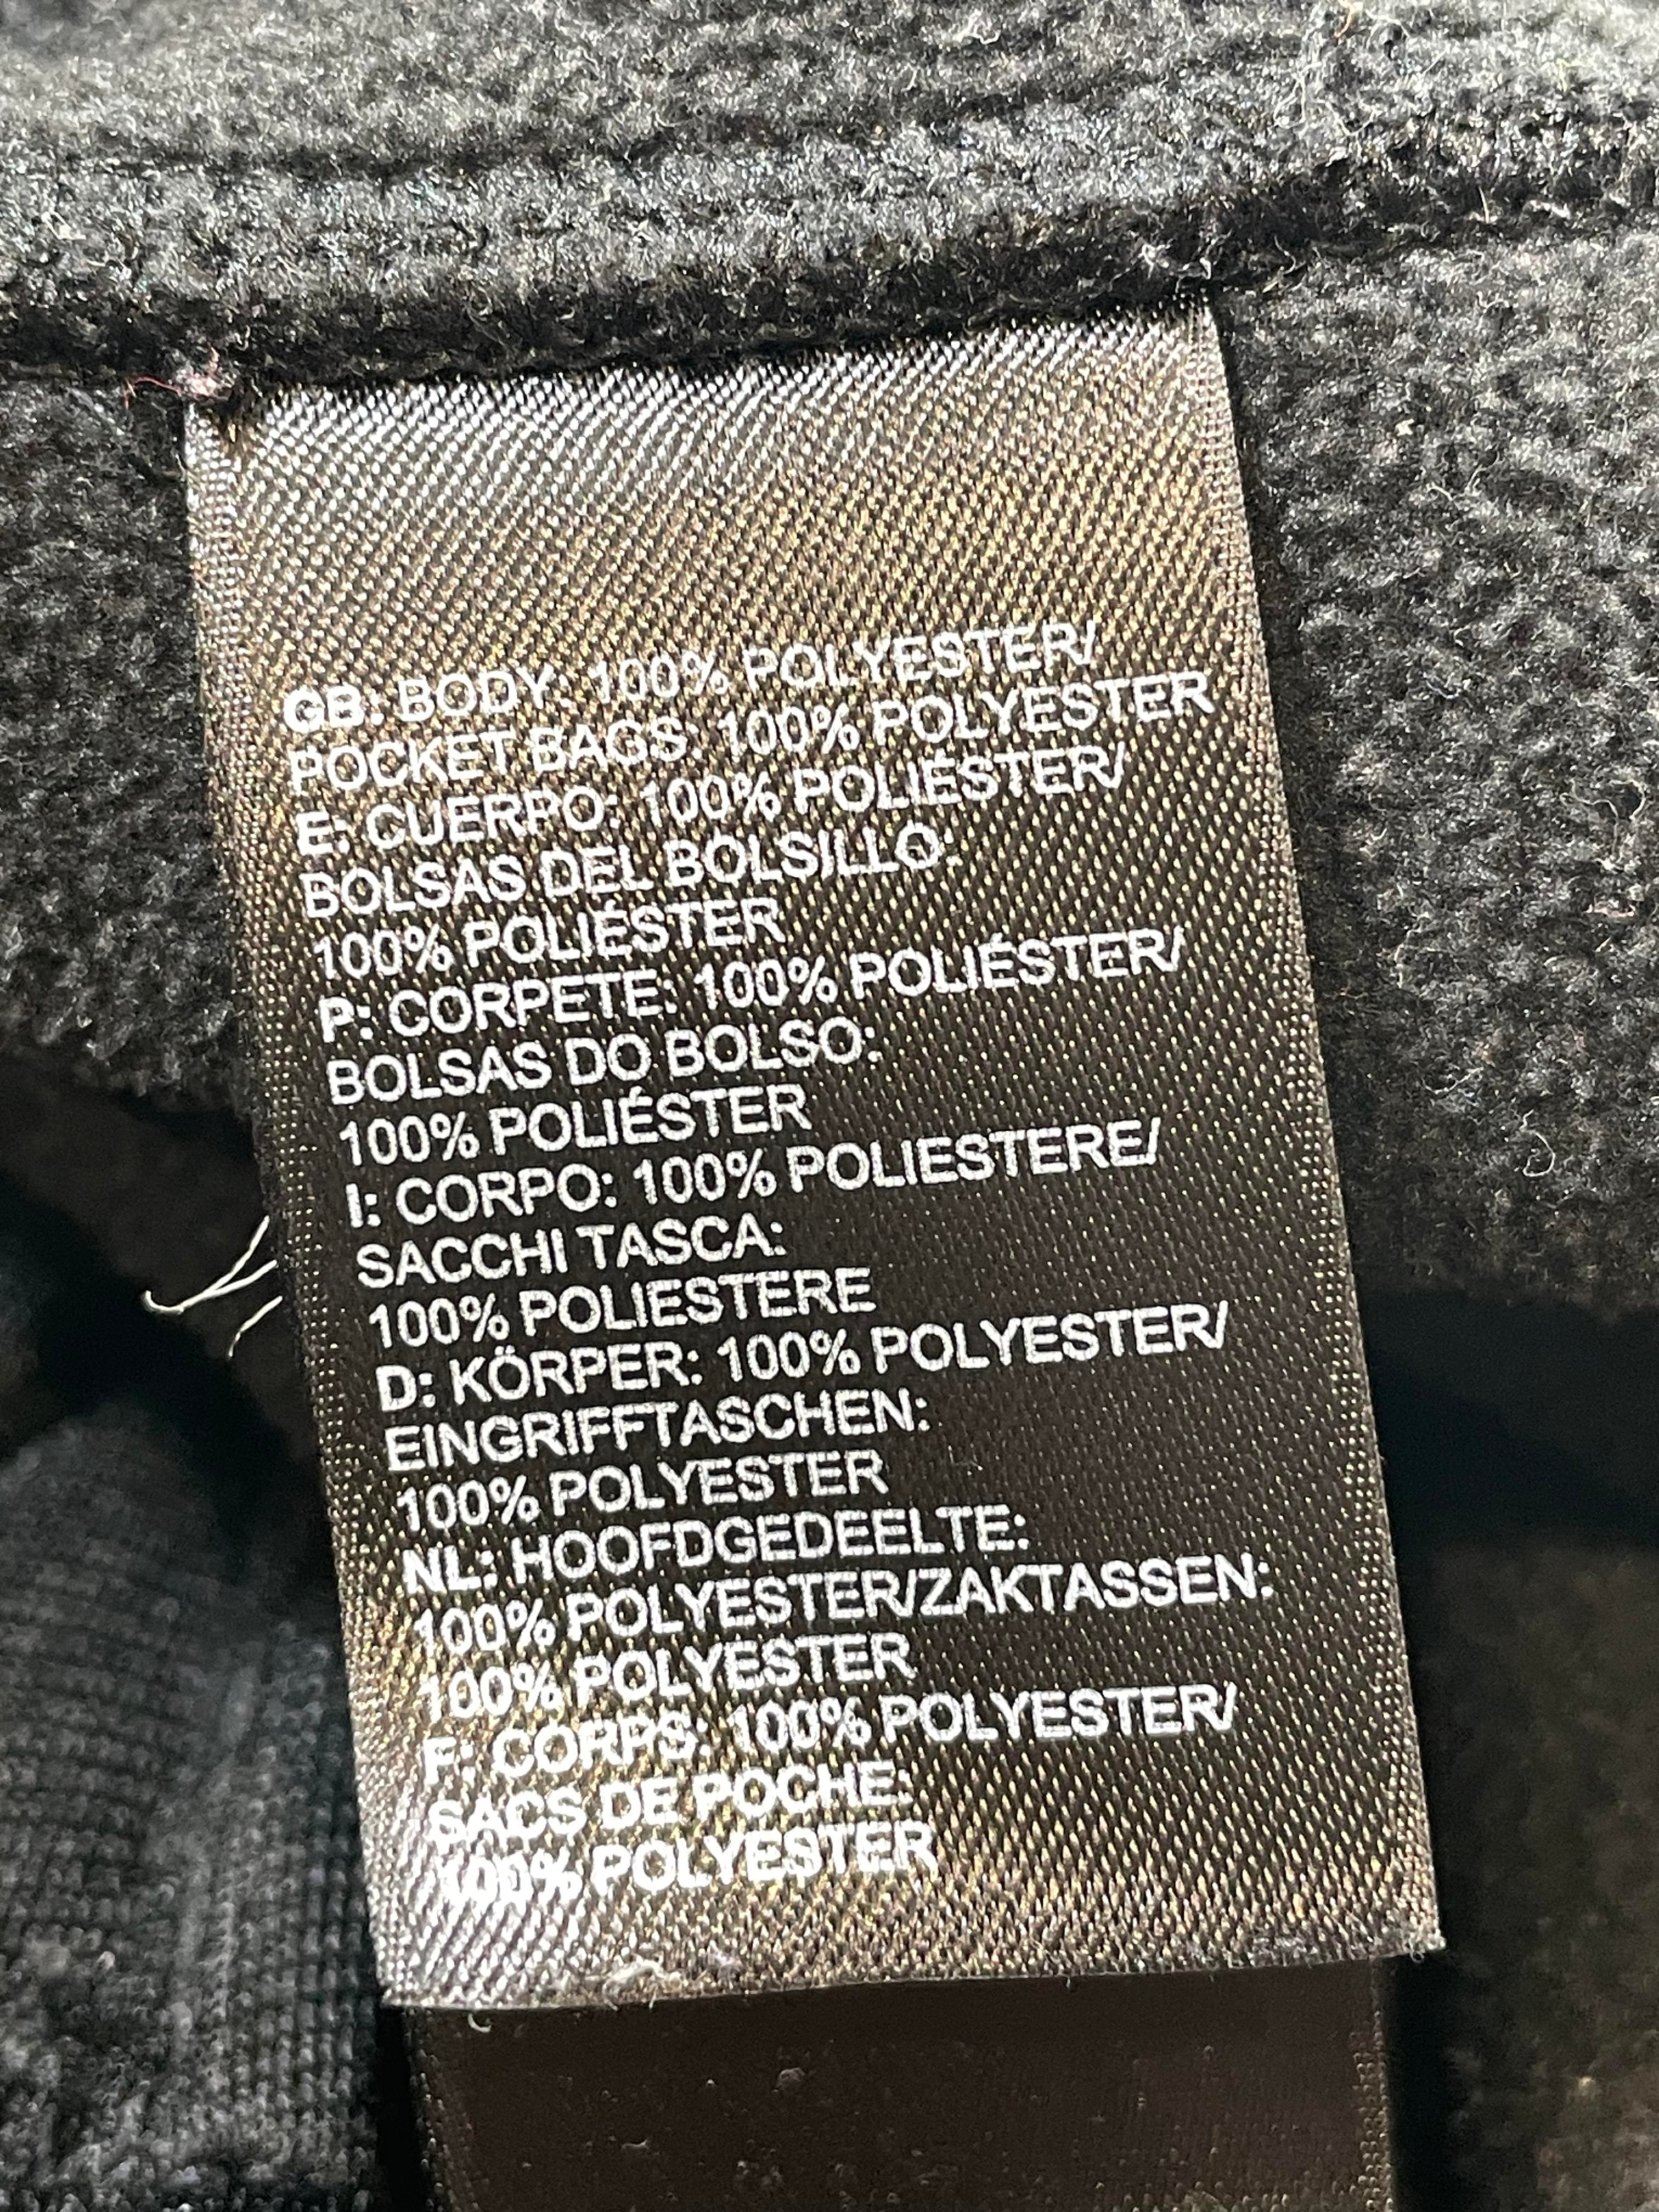 GB: BODY: 100% POLYESTER/
POCKET BAGS: 100% POLYESTER
E: CUERPO: 100% POLIÉSTER/
BOLSAS DEL BOLSILLO:
100% POLIÉSTER
P: CORPETE: 100% POLIÉSTER/
BOLSAS DO BOLSO:
100% POLIÉSTER
I: CORPO: 100% POLIESTERE/
SACCHI TASCA:
100% POLIESTERE
D: KÖRPER: 100% POLYESTER/
EINGRIFFTASCHEN:
100% POLYESTER
NL: HOOFDGEDEELTE:
100% POLYESTER/ZAKTASSEN:
100% POLYESTER
F: CORPS: 100% POLYESTER/
SACS DE POCHE:
100% POLYESTER